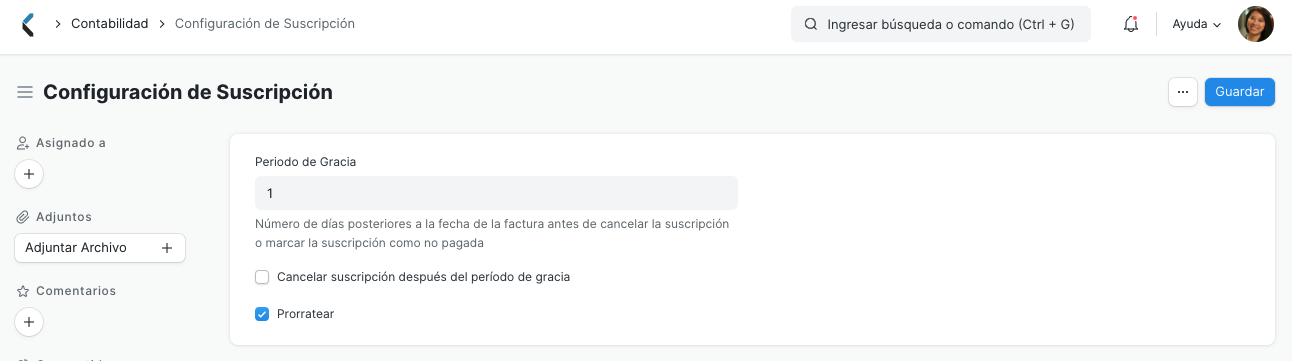 Contabilidad
Configuración de Suscripción
Ingresar búsqueda o comando (Ctrl + G)
Ayuda
Configuración de Suscripción
Guardar
Asignado a
Periodo de Gracia
1
Número de días posteriores a la fecha de la factura antes de cancelar la suscripción
o marcar la suscripción como no pagada
Adjuntos
Adjuntar Archivo
Cancelar suscripción después del período de gracia
Comentarios
Prorratear